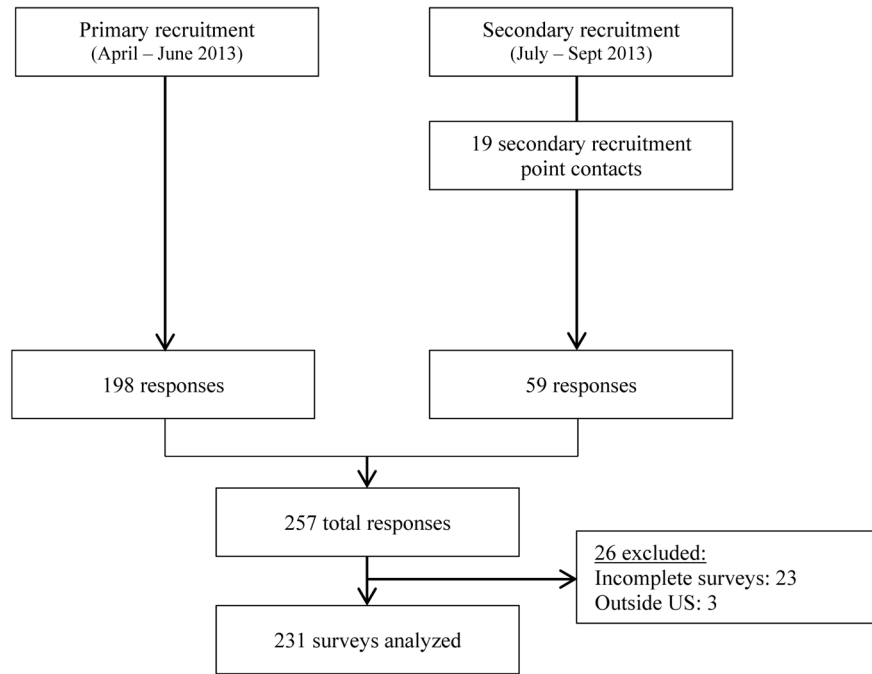 Primary recruitment
(April – June 2013)
Secondary recruitment
(July – Sept 2013)
19 secondary recruitment
point contacts
198 responses
59 responses
257 total responses
26 excluded:
Incomplete surveys: 23
Outside US: 3
231 surveys analyzed